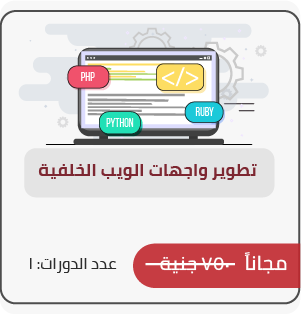 PHP
</>
RUBY
PYTHON
تطوير واجهات الويب الخلفية
مجاناً ٧٥٠ جنية
عدد الدورات: ١